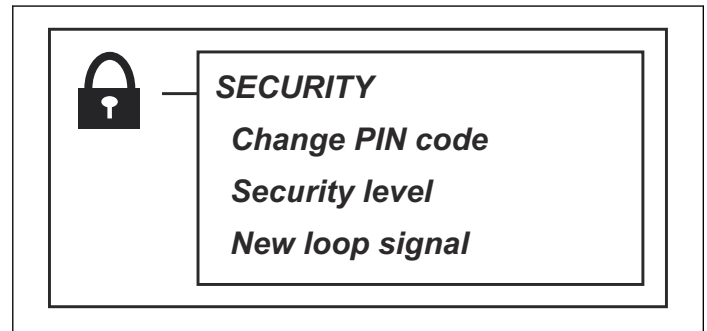 SECURITY
Change PIN code
Security level
New loop signal